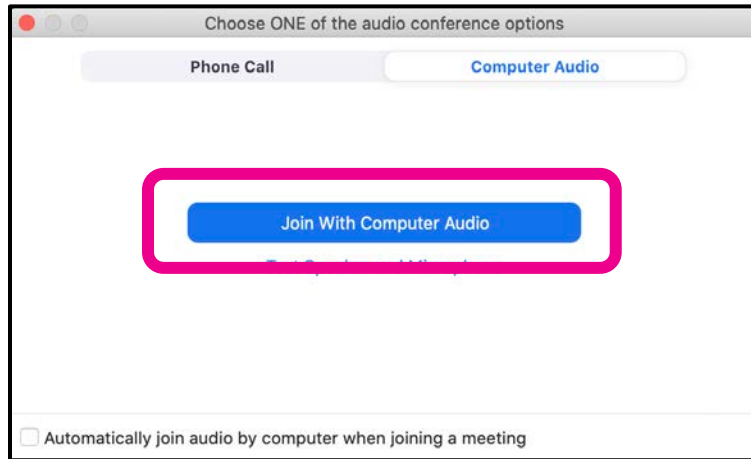 Choose ONE of the audio conference options
Phone Call Computer Audio
Join With Computer Audio
Automatically join audio by computer when joining a meeting